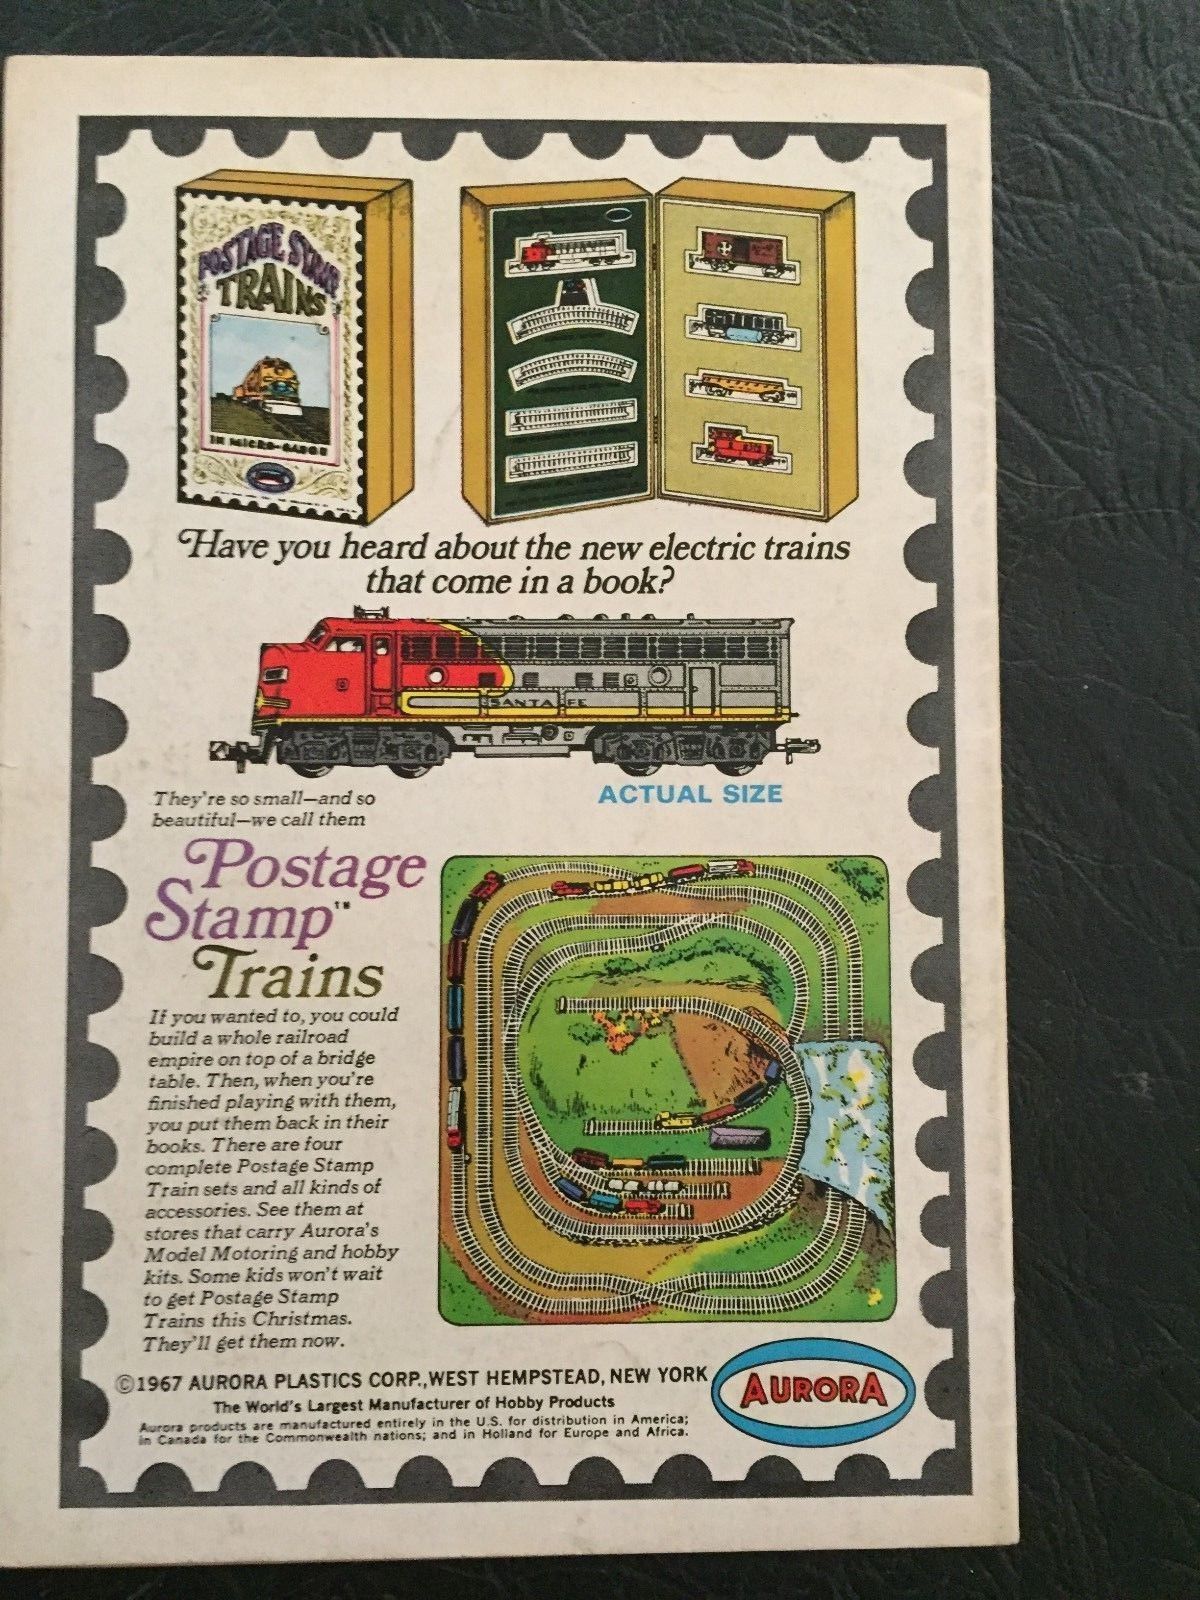 POSTAGE STAMP
TRAINS
IN MICRO-GAUGE
Have you heard about the new electric trains
that come in a book?
SANTA FE
ACTUAL SIZE
They're so small—and so
beautiful—we call them
Postage
Stamp™
Trains
If you wanted to, you could
build a whole railroad
empire on top of a bridge
table. Then, when you're
finished playing with them,
you put them back in their
books. There are four
complete Postage Stamp
Train sets and all kinds of
accessories. See them at
stores that carry Aurora's
Model Motoring and hobby
kits. Some kids won't wait
to get Postage Stamp
Trains this Christmas.
They'll get them now.
©1967 AURORA PLASTICS CORP., WEST HEMPSTEAD, NEW YORK
The World's Largest Manufacturer of Hobby Products
Aurora products are manufactured entirely in the U.S. for distribution in America;
in Canada for the Commonwealth nations; and in Holland for Europe and Africa.
AURORA